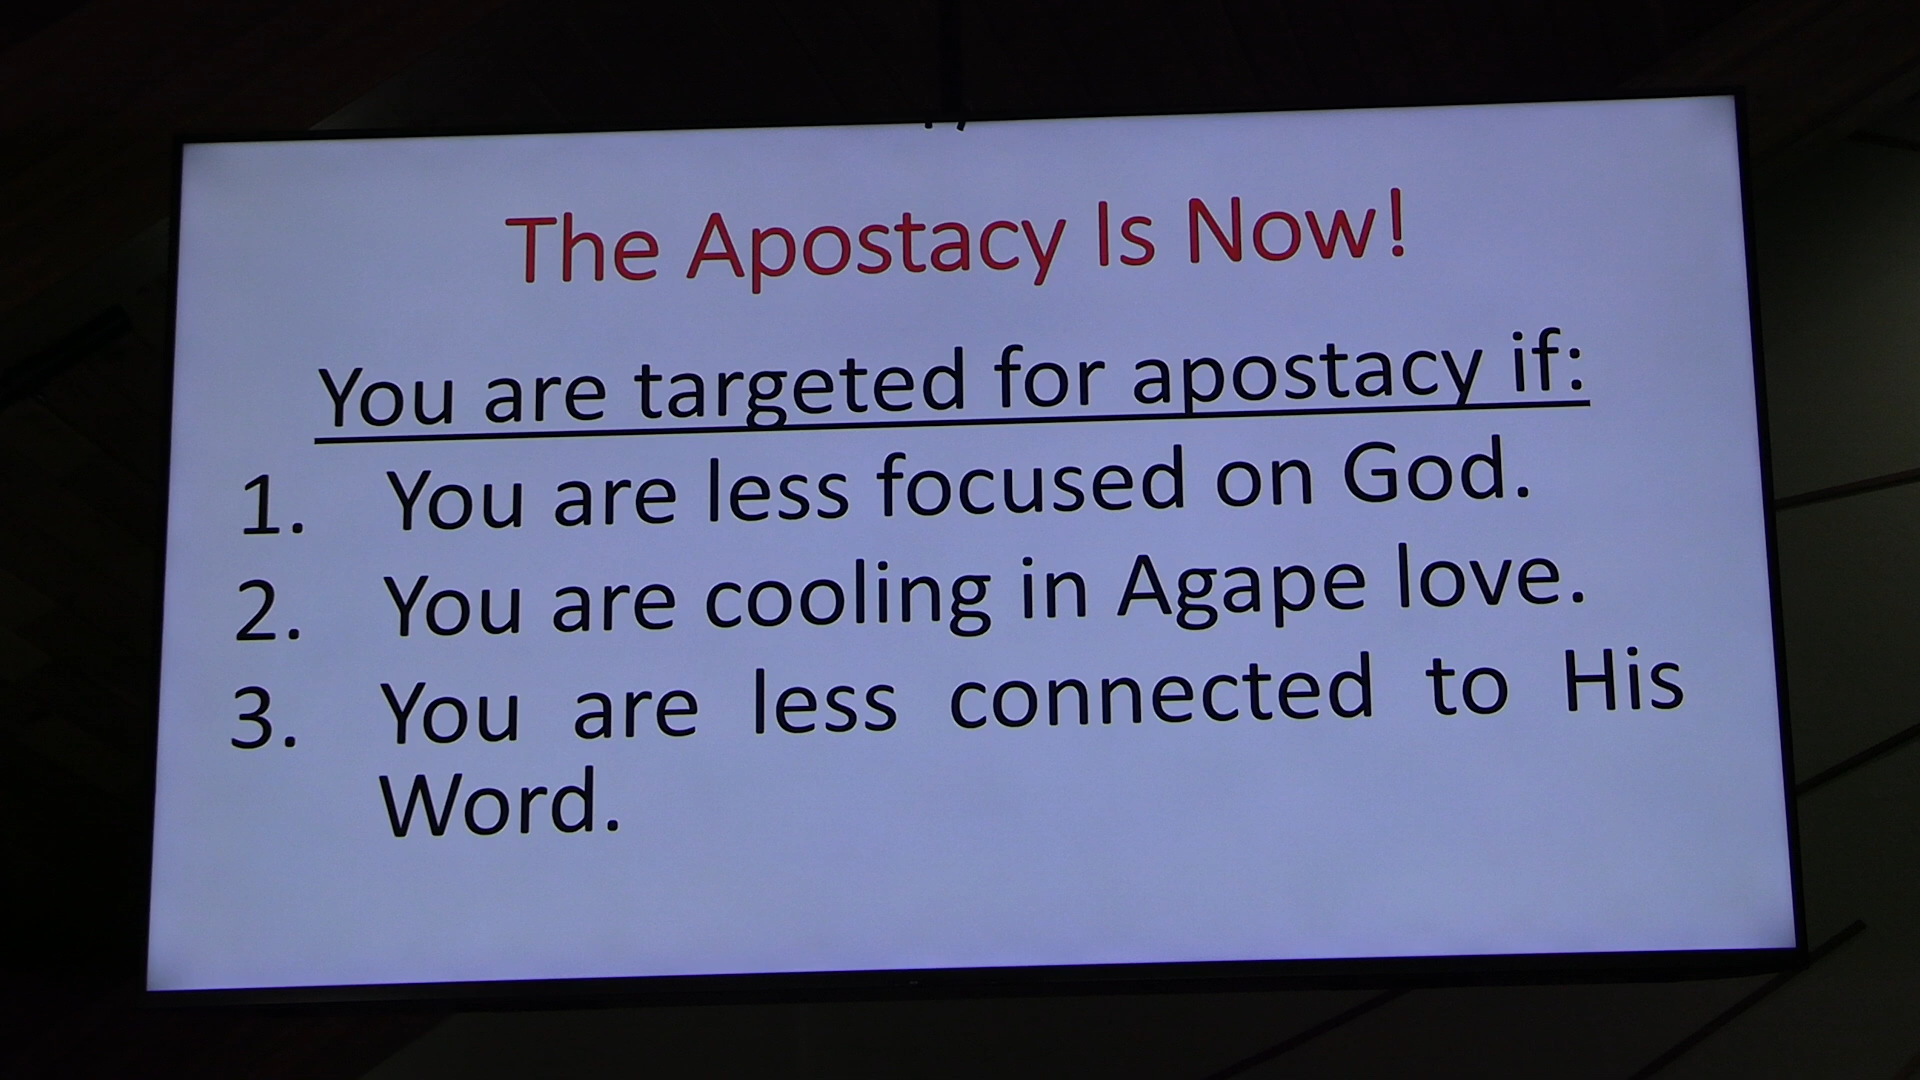 The Apostacy Is Now!
You are targeted for apostacy if:
1. You are less focused on God.
2. You are cooling in Agape love.
3. You are less connected to His
Word.